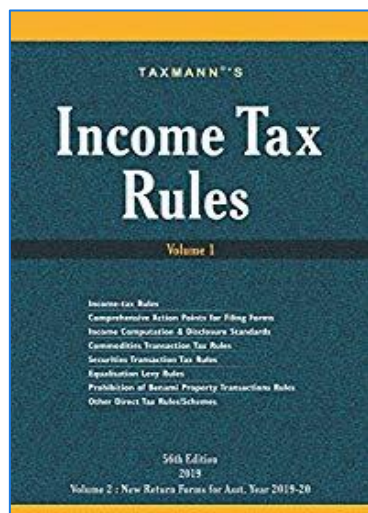 TAXMANN®'S
Income Tax
Rules
Volume 1
Income-tax Rules
Comprehensive Action Points for Filing Forms
Income Computation & Disclosure Standards
Commodities Transaction Tax Rules
Securities Transaction Tax Rules
Equalisation Levy Rules
Prohibition of Benami Property Transactions Rules
Other Direct Tax Rules/Schemes
56th Edition
2019
Volume 2 : New Return Forms for Asst. Year 2019-20